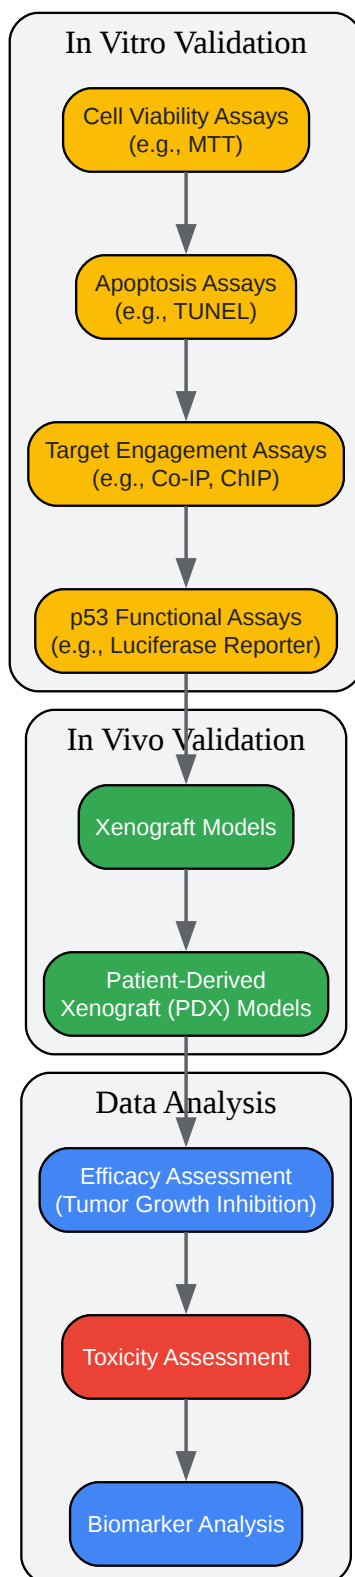 In Vitro Validation
Cell Viability Assays
(e.g., MTT)
Apoptosis Assays
(e.g., TUNEL)
Target Engagement Assays
(e.g., Co-IP, ChIP)
p53 Functional Assays
(e.g., Luciferase Reporter)
In Vivo Validation
Xenograft Models
Patient-Derived
Xenograft (PDX) Models
Data Analysis
Efficacy Assessment
(Tumor Growth Inhibition)
Toxicity Assessment
Biomarker Analysis